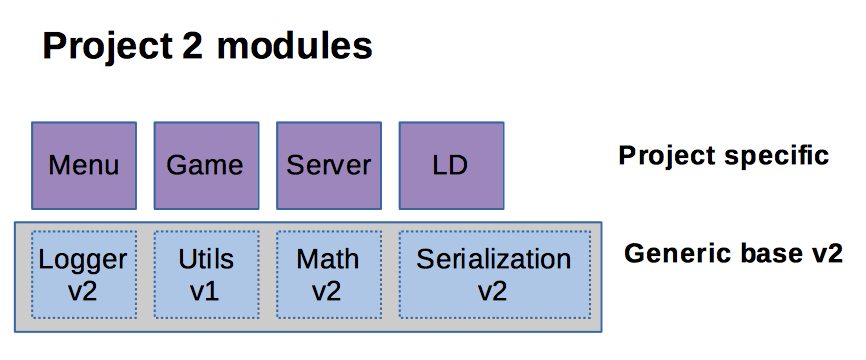 Project 2 modules
Menu
Game
Server
LD
Project specific
Logger
v2
Utils
v1
Math
v2
Serialization
v2
Generic base v2